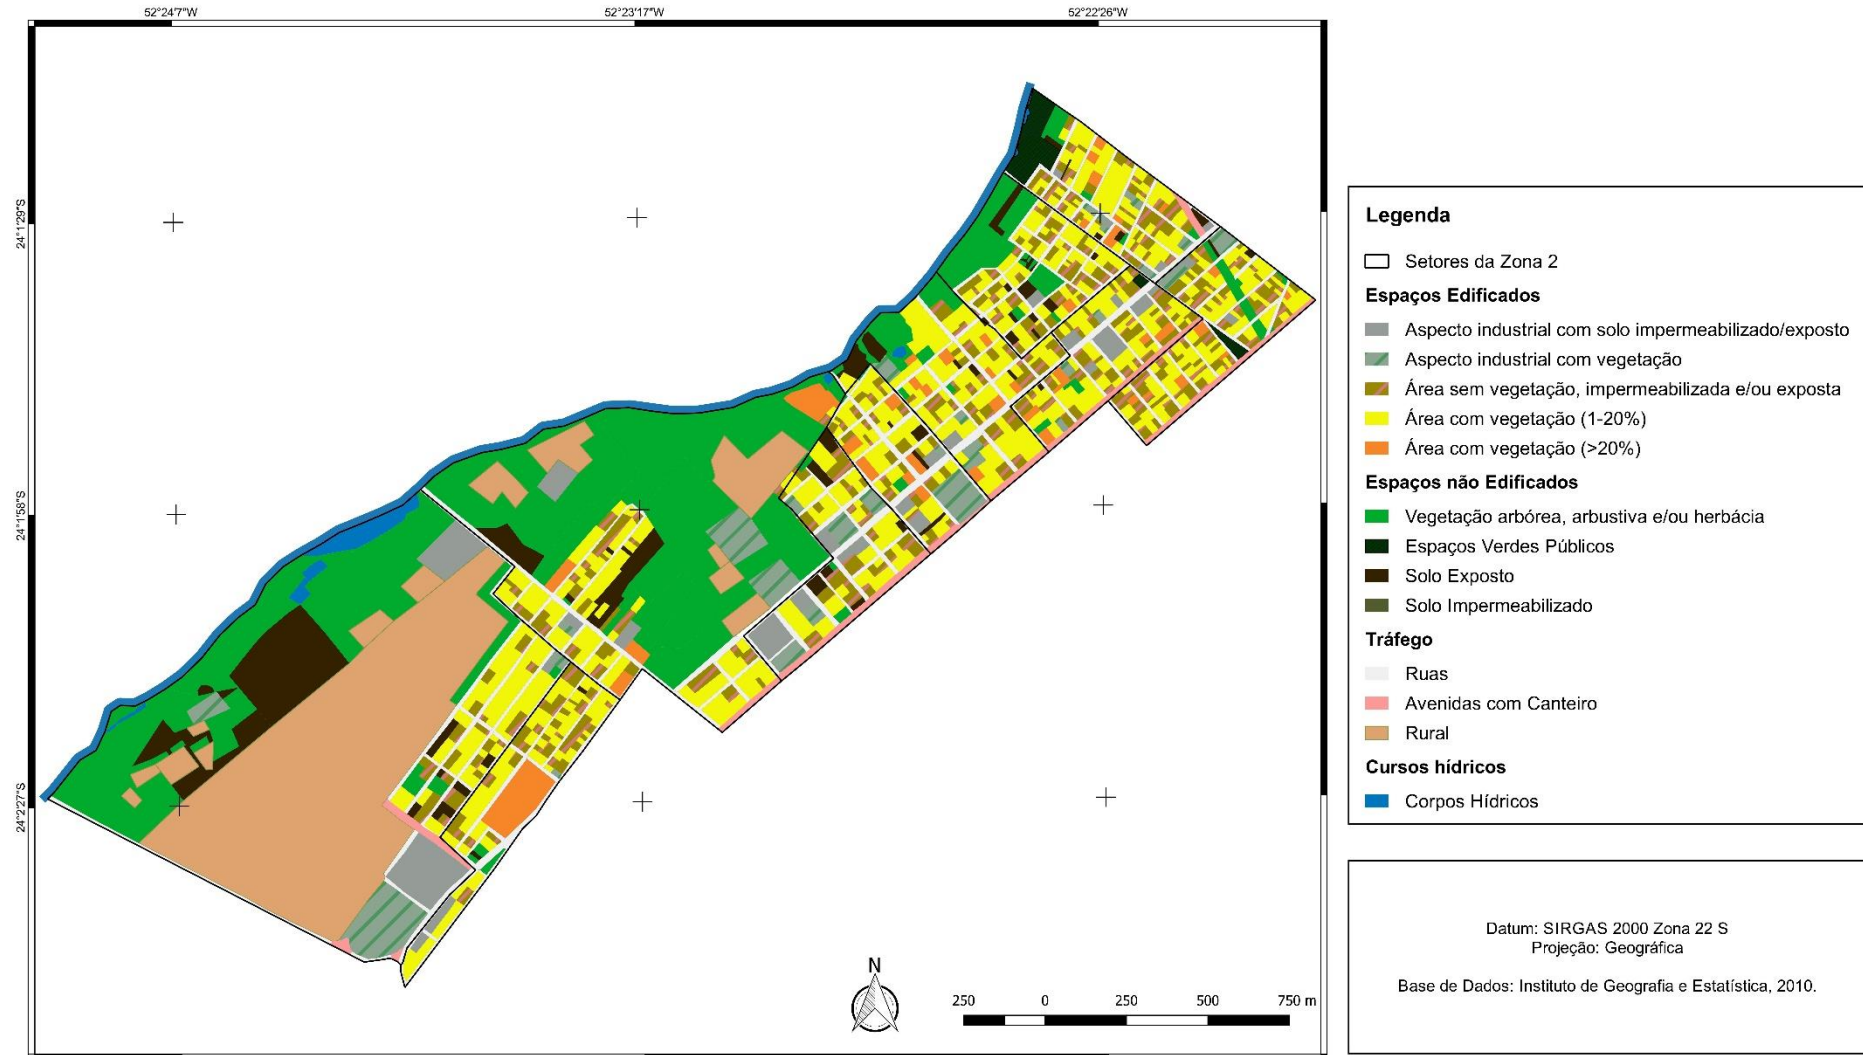 52°24'7"W
52°23'17"W
52°22'26"W
24°1'29"S
24°1'58"S
24°2'27"S
Legenda
Setores da Zona 2
Espaços Edificados
Aspecto industrial com solo impermeabilizado/exposto
Aspecto industrial com vegetação
Área sem vegetação, impermeabilizada e/ou exposta
Área com vegetação (1-20%)
Área com vegetação (>20%)
Espaços não Edificados
Vegetação arbórea, arbustiva e/ou herbácia
Espaços Verdes Públicos
Solo Exposto
Solo Impermeabilizado
Tráfego
Ruas
Avenidas com Canteiro
Rural
Cursos hídricos
Corpos Hídricos
Datum: SIRGAS 2000 Zona 22 S
Projeção: Geográfica
Base de Dados: Instituto de Geografia e Estatística, 2010.
N
250 0 250 500 750 m